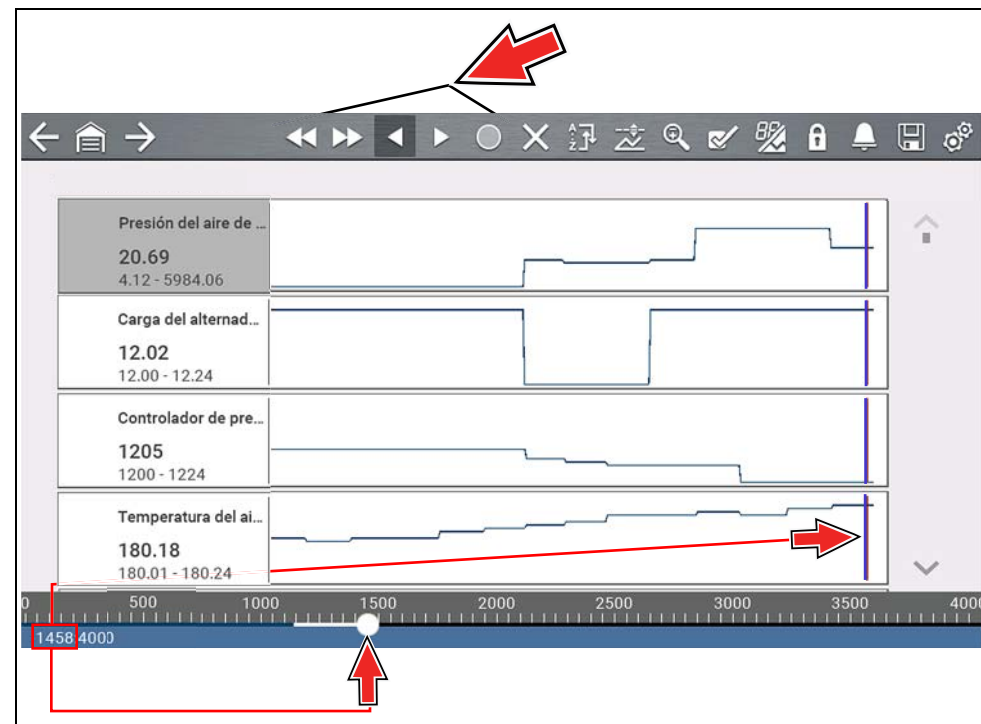 Presión del aire de ...
20.69
4.12 - 5984.06
Carga del alternad...
12.02
12.00 - 12.24
Controlador de pre...
1205
1200 - 1224
Temperatura del ai...
180.18
180.01 - 180.24
0 500 1000 1500 2000 2500 3000 3500 4000
1458/4000